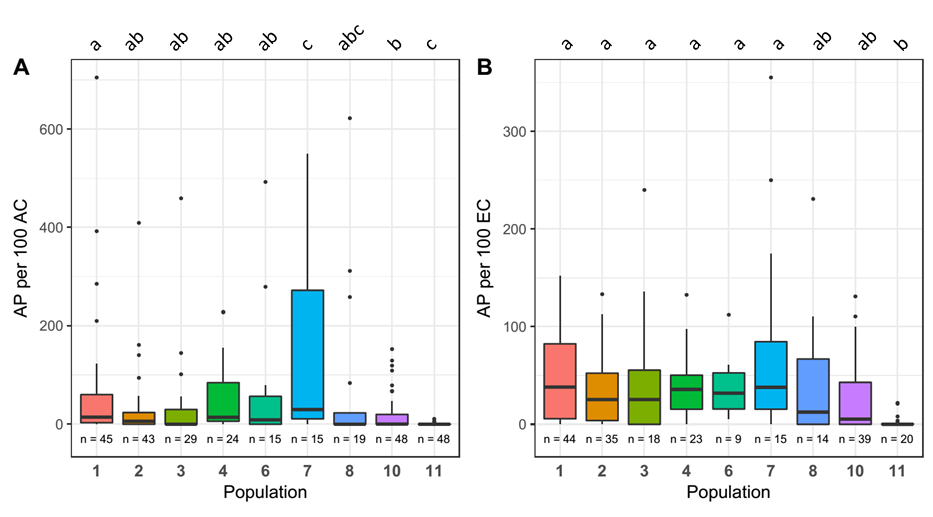 a ab ab ab ab c abc b c
A
AP per 100 AC
600
400
200
0
n = 45 n = 43 n = 29 n = 24 n = 15 n = 15 n = 19 n = 48 n = 48
1 2 3 4 6 7 8 10 11
Population
a a a a a a ab ab b
B
AP per 100 EC
300
200
100
0
n = 44 n = 35 n = 18 n = 23 n = 9 n = 15 n = 14 n = 39 n = 20
1 2 3 4 6 7 8 10 11
Population